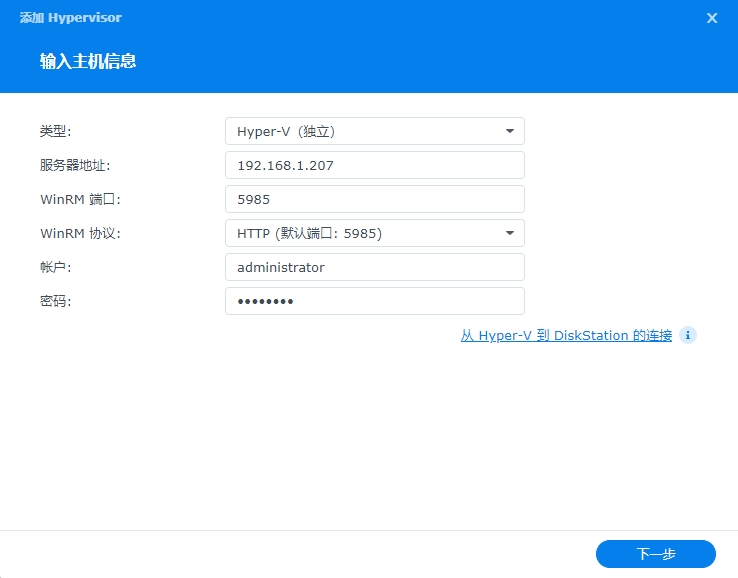 添加 Hypervisor
输入主机信息
类型: Hyper-V（独立）
服务器地址: 192.168.1.207
WinRM 端口: 5985
WinRM 协议: HTTP (默认端口: 5985)
帐户: administrator
密码: ••••••••
从 Hyper-V 到 DiskStation 的连接
下一步